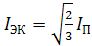 I_ЭК = √(2/3) I_П